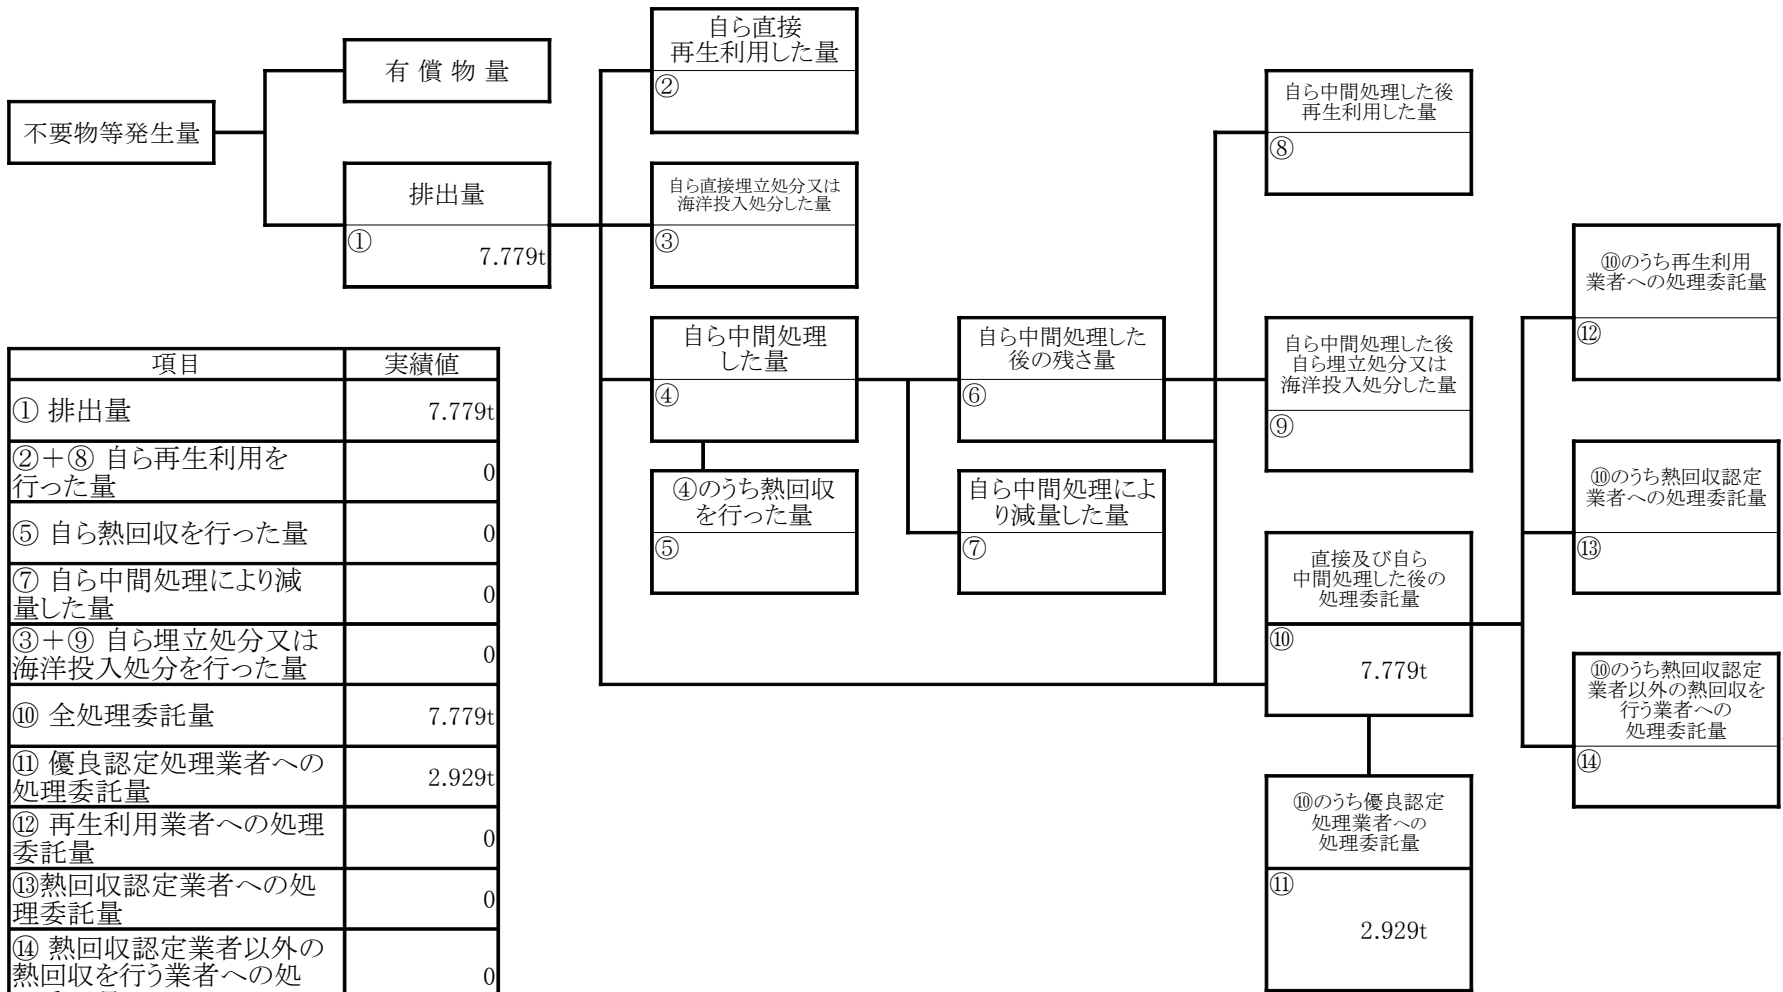 不要物等発生量
有償物量
排出量
①
7.779t
自ら直接
再生利用した量
②
自ら直接埋立処分又は
海洋投入処分した量
③
自ら中間処理
した量
④
④のうち熱回収
を行った量
⑤
自ら中間処理した
後の残さ量
⑥
自ら中間処理によ
り減量した量
⑦
自ら中間処理した後
再生利用した量
⑧
自ら中間処理した後
自ら埋立処分又は
海洋投入処分した量
⑨
直接及び自ら
中間処理した後の
処理委託量
⑩
7.779t
⑩のうち優良認定
処理業者への
処理委託量
⑪
2.929t
⑩のうち再生利用
業者への処理委託量
⑫
⑩のうち熱回収認定
業者への処理委託量
⑬
⑩のうち熱回収認定
業者以外の熱回収を
行う業者への
処理委託量
⑭
項目 実績値
① 排出量 7.779t
②＋⑧ 自ら再生利用を
行った量 0
⑤ 自ら熱回収を行った量 0
⑦ 自ら中間処理により減
量した量 0
③＋⑨ 自ら埋立処分又は
海洋投入処分を行った量 0
⑩ 全処理委託量 7.779t
⑪ 優良認定処理業者への
処理委託量 2.929t
⑫ 再生利用業者への処理
委託量 0
⑬熱回収認定業者への処
理委託量 0
⑭ 熱回収認定業者以外の
熱回収を行う業者への処 0